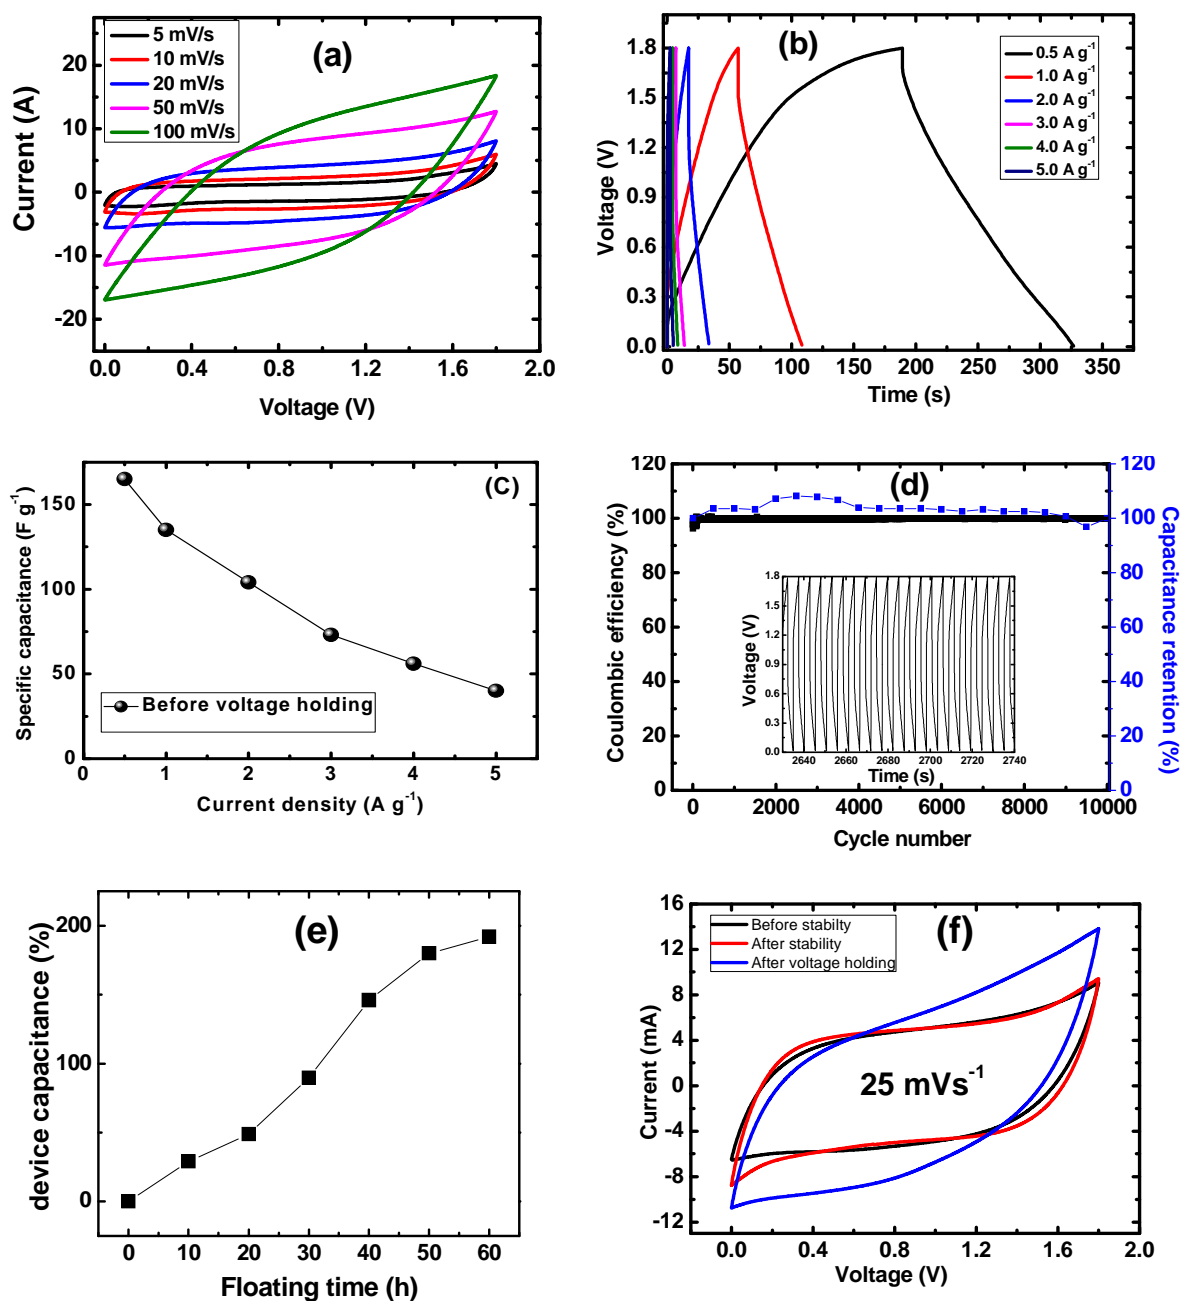 (a)
5 mV/s
10 mV/s
20 mV/s
50 mV/s
100 mV/s
Current (A)
20
10
0
-10
-20
0.0 0.4 0.8 1.2 1.6 2.0
Voltage (V)
(b)
0.5 A g⁻¹
1.0 A g⁻¹
2.0 A g⁻¹
3.0 A g⁻¹
4.0 A g⁻¹
5.0 A g⁻¹
Voltage (V)
1.8
1.5
1.2
0.9
0.6
0.3
0.0
0 50 100 150 200 250 300 350
Time (s)
(C)
Specific capacitance (F g⁻¹)
150
100
50
0
Before voltage holding
0 1 2 3 4 5
Current density (A g⁻¹)
(d)
Coulombic efficiency (%)
120
100
80
60
40
20
0
Capacitance retention (%)
120
100
80
60
40
20
0
Voltage (V)
1.8
1.5
1.2
0.9
0.6
0.3
0.0
2640 2660 2680 2700 2720 2740
Time (s)
0 2000 4000 6000 8000 10000
Cycle number
(e)
device capacitance (%)
200
100
0
0 10 20 30 40 50 60
Floating time (h)
(f)
Before stabilty
After stability
After voltage holding
25 mVs⁻¹
Current (mA)
16
12
8
4
0
-4
-8
-12
0.0 0.4 0.8 1.2 1.6 2.0
Voltage (V)